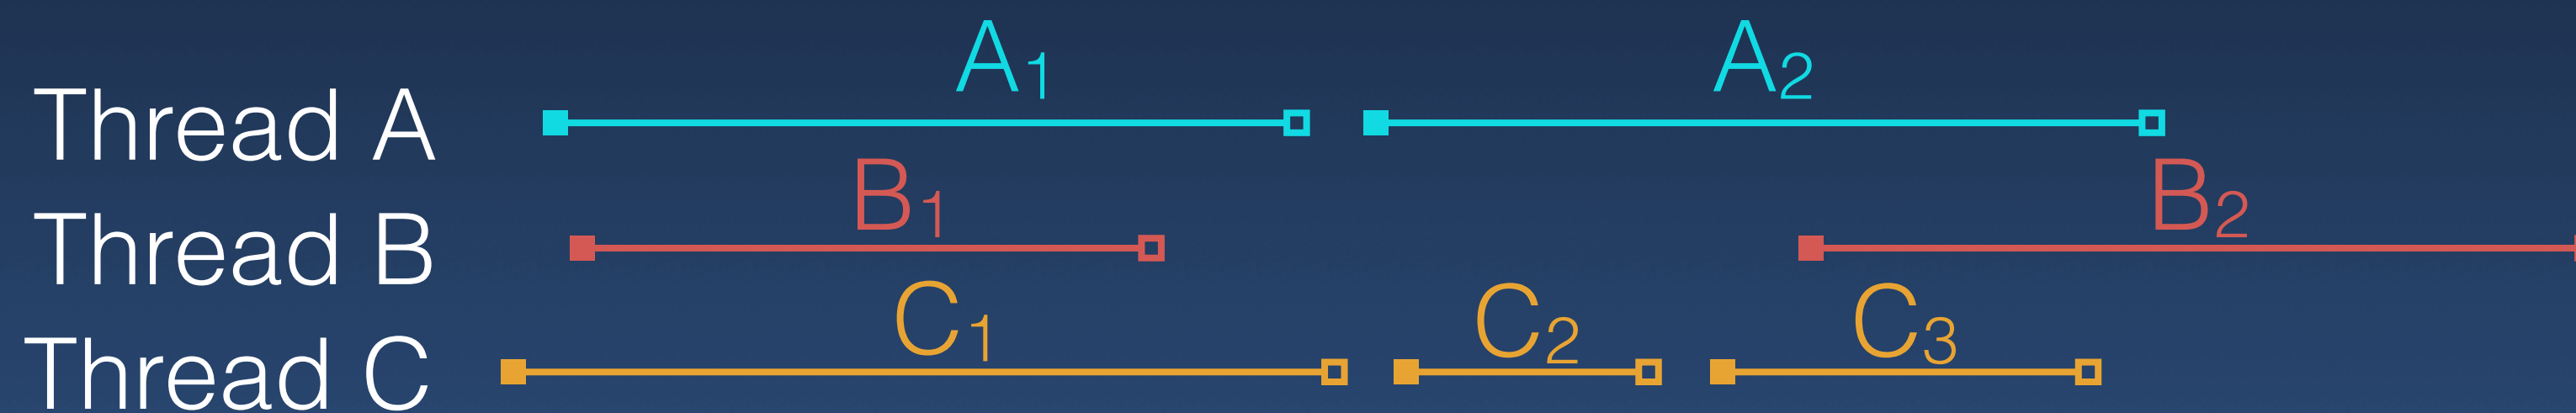 A1 A2
Thread A
B1 B2
Thread B
C1 C2 C3
Thread C